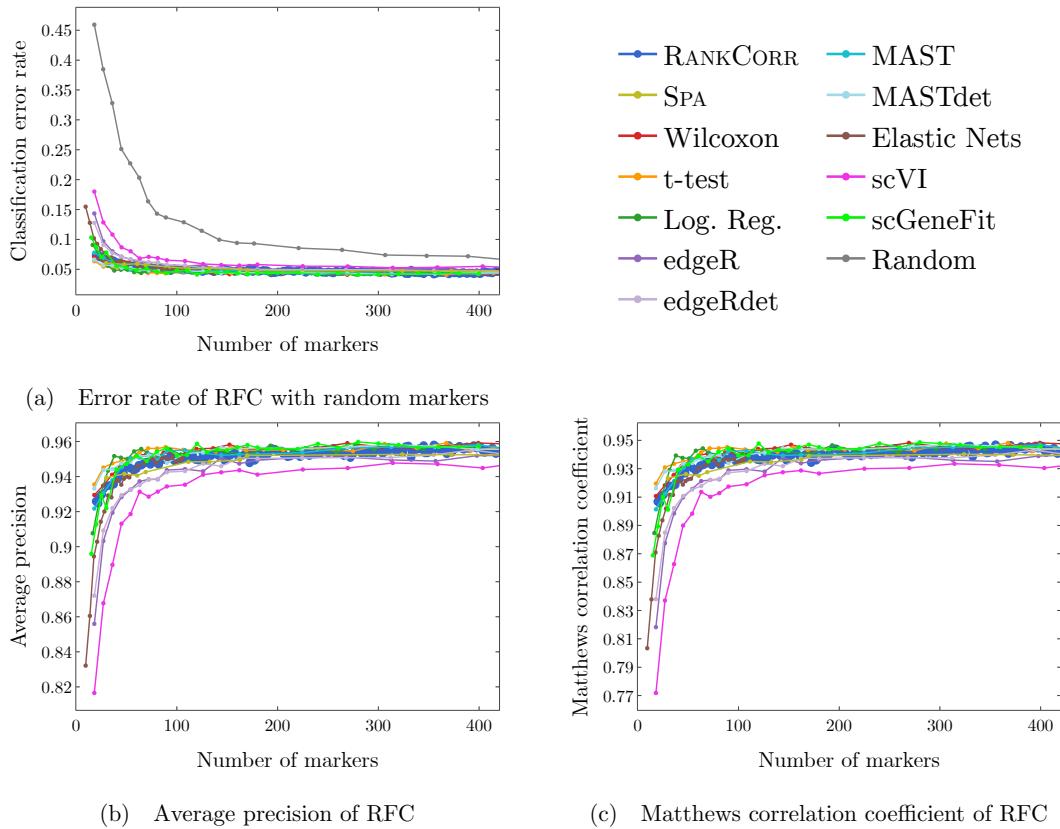 0.45
0.4
0.35
0.3
0.25
0.2
0.15
0.1
0.05
Classification error rate
0
100
200
300
400
Number of markers
(a) Error rate of RFC with random markers
RANKCORR
SPA
Wilcoxon
t-test
Log. Reg.
edgeR
edgeRdet
MAST
MASTdet
Elastic Nets
scVI
scGeneFit
Random
0.96
0.94
0.92
0.9
0.88
0.86
0.84
0.82
Average precision
0
100
200
300
400
Number of markers
(b) Average precision of RFC
0.95
0.93
0.91
0.89
0.87
0.85
0.83
0.81
0.79
0.77
Matthews correlation coefficient
0
100
200
300
400
Number of markers
(c) Matthews correlation coefficient of RFC